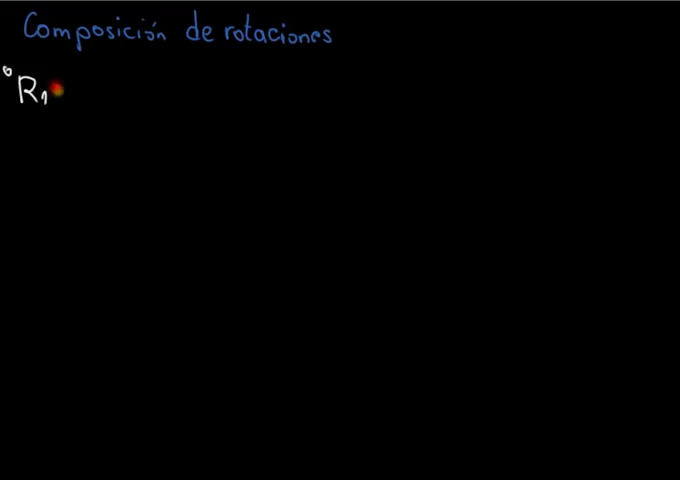 Composición de rotaciones
⁰R₁